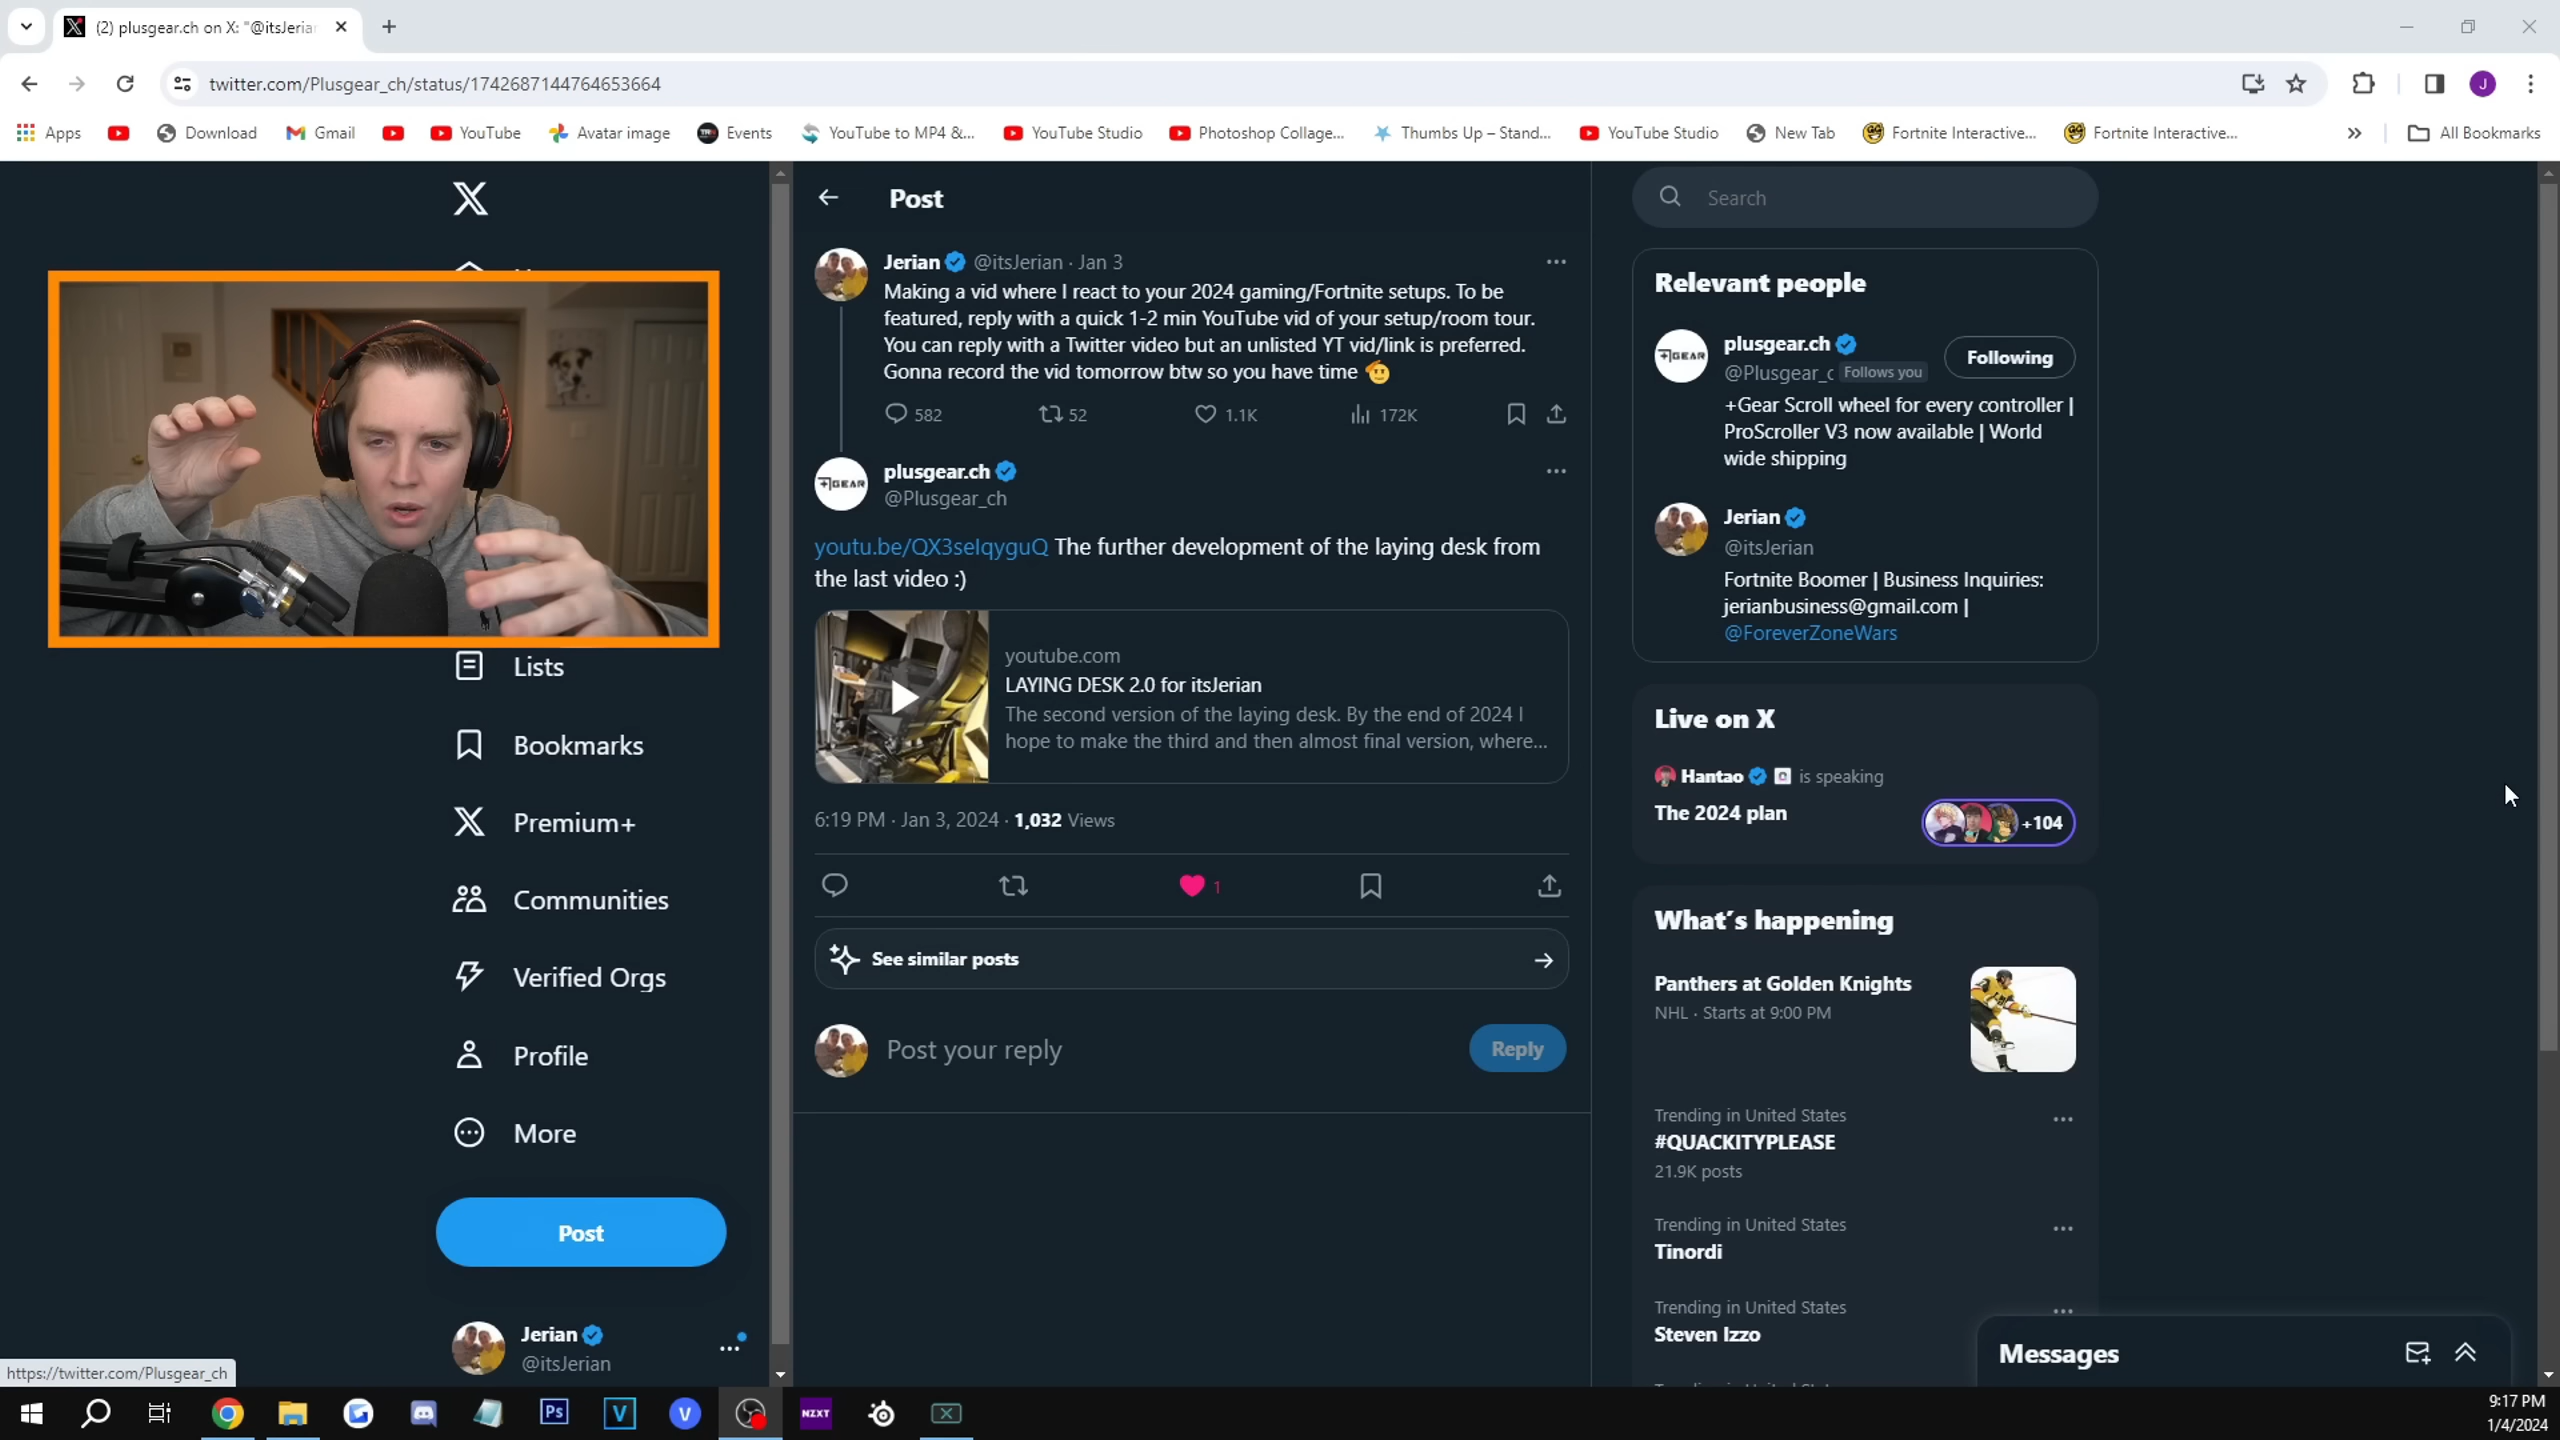 (2) plusgear.ch on X: "@itsJeria
twitter.com/Plusgear_ch/status/1742687144764653664
Apps
Download
Gmail
YouTube
Avatar image
Events
YouTube to MP4 &...
YouTube Studio
Photoshop Collage...
Thumbs Up – Stand...
YouTube Studio
New Tab
Fortnite Interactive...
Fortnite Interactive...
All Bookmarks
Lists
Bookmarks
Premium+
Communities
Verified Orgs
Profile
More
Post
Jerian
@itsJerian
https://twitter.com/Plusgear_ch
Post
Jerian @itsJerian · Jan 3
Making a vid where I react to your 2024 gaming/Fortnite setups. To be
featured, reply with a quick 1-2 min YouTube vid of your setup/room tour.
You can reply with a Twitter video but an unlisted YT vid/link is preferred.
Gonna record the vid tomorrow btw so you have time 🫡
582 52 1.1K 172K
plusgear.ch
+GEAR
@Plusgear_ch
youtu.be/QX3selqyguQ The further development of the laying desk from
the last video :)
youtube.com
LAYING DESK 2.0 for itsJerian
The second version of the laying desk. By the end of 2024 I
hope to make the third and then almost final version, where...
6:19 PM · Jan 3, 2024 · 1,032 Views
1
See similar posts
Post your reply
Reply
Search
Relevant people
plusgear.ch
+GEAR
Following
@Plusgear_c Follows you
+Gear Scroll wheel for every controller |
ProScroller V3 now available | World
wide shipping
Jerian
@itsJerian
Fortnite Boomer | Business Inquiries:
jerianbusiness@gmail.com |
@ForeverZoneWars
Live on X
Hantao is speaking
The 2024 plan
+104
What's happening
Panthers at Golden Knights
NHL · Starts at 9:00 PM
Trending in United States
#QUACKITYPLEASE
21.9K posts
Trending in United States
Tinordi
Trending in United States
Steven Izzo
Messages
J
Ps
V
V
NZXT
9:17 PM
1/4/2024